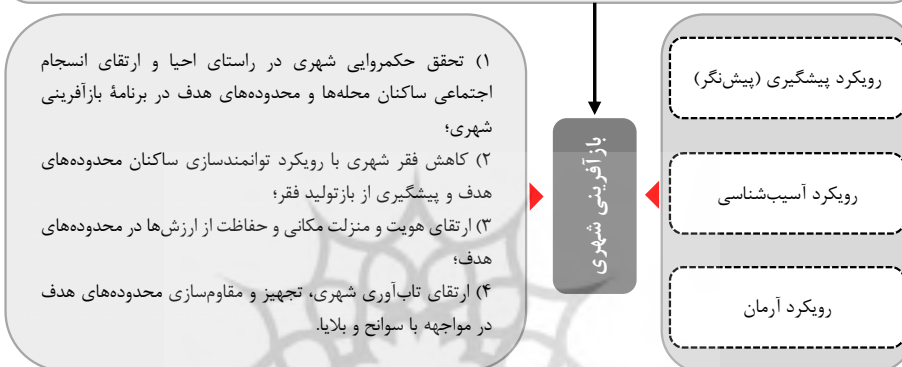 رویکرد پیشگیری (پیش‌نگر)
رویکرد آسیب‌شناسی
رویکرد آرمان
بازآفرینی شهری
۱) تحقق حکمروایی شهری در راستای احیا و ارتقای انسجام
اجتماعی ساکنان محله‌ها و محدوده‌های هدف در برنامهٔ بازآفرینی
شهری؛
۲) کاهش فقر شهری با رویکرد توانمندسازی ساکنان محدوده‌های
هدف و پیشگیری از بازتولید فقر؛
۳) ارتقای هویت و منزلت مکانی و حفاظت از ارزش‌ها در محدوده‌های
هدف؛
۴) ارتقای تاب‌آوری شهری، تجهیز و مقاوم‌سازی محدوده‌های هدف
در مواجهه با سوانح و بلایا.